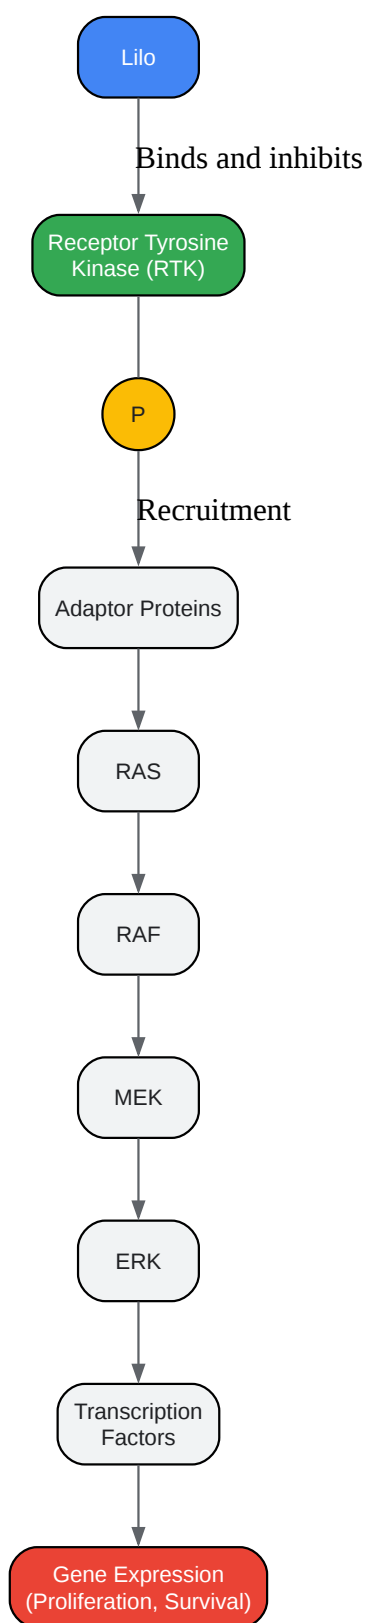 Lilo
Binds and inhibits
Receptor Tyrosine
Kinase (RTK)
P
Recruitment
Adaptor Proteins
RAS
RAF
MEK
ERK
Transcription
Factors
Gene Expression
(Proliferation, Survival)